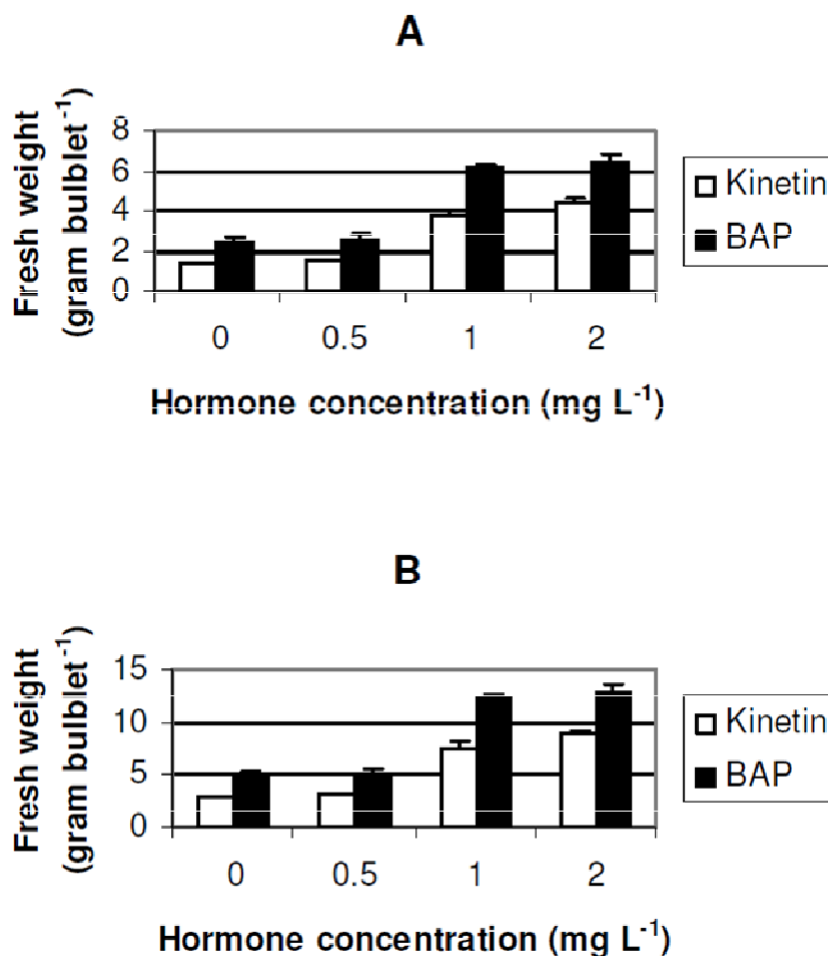 A
Fresh weight
(gram bulblet-1)
8
6
4
2
0
0 0.5 1 2
Hormone concentration (mg L-1)
Kinetin
BAP
B
Fresh weight
(gram bulblet-1)
15
10
5
0
0 0.5 1 2
Hormone concentration (mg L-1)
Kinetin
BAP